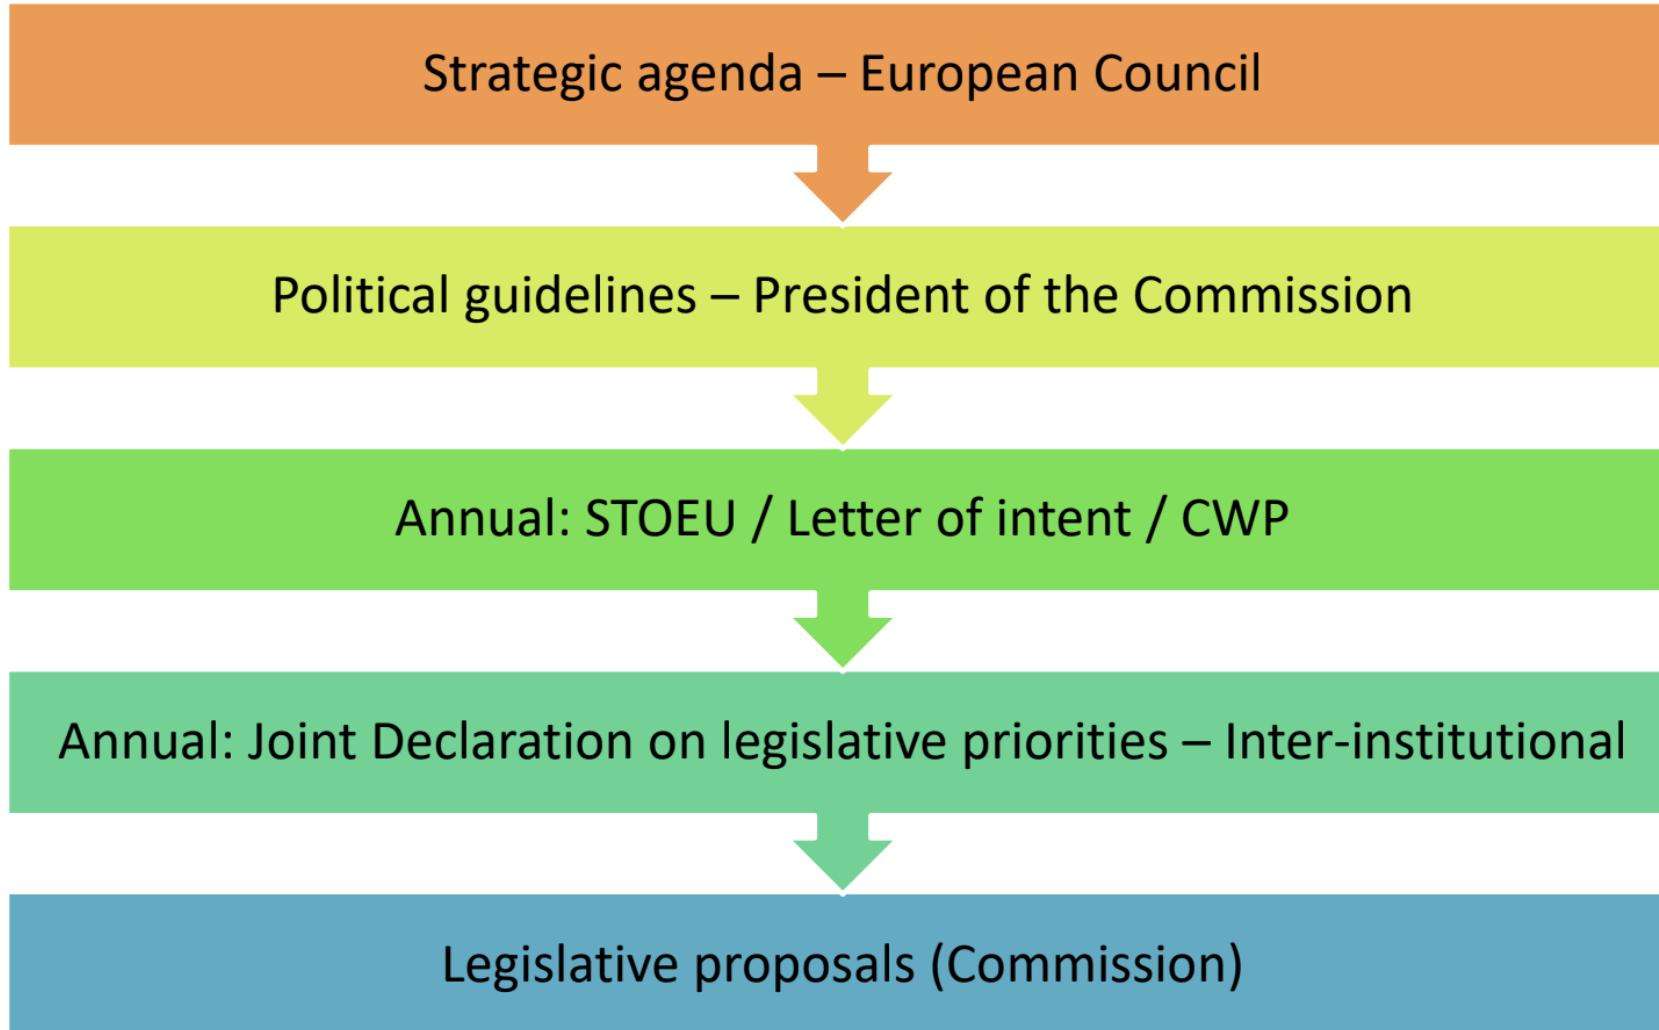 Strategic agenda – European Council
Political guidelines – President of the Commission
Annual: STOEU / Letter of intent / CWP
Annual: Joint Declaration on legislative priorities – Inter-institutional
Legislative proposals (Commission)